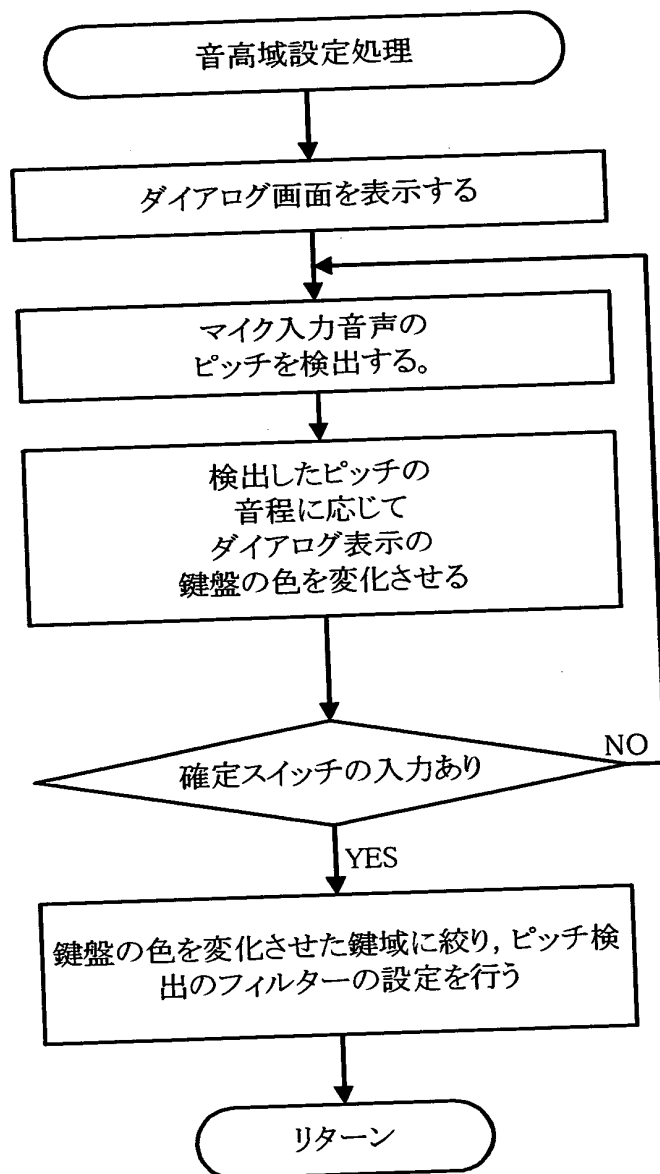 音高域設定処理
ダイアログ画面を表示する
マイク入力音声の
ピッチを検出する。
検出したピッチの
音程に応じて
ダイアログ表示の
鍵盤の色を変化させる
確定スイッチの入力あり
NO
YES
鍵盤の色を変化させた鍵域に絞り, ピッチ検
出のフィルターの設定を行う
リターン